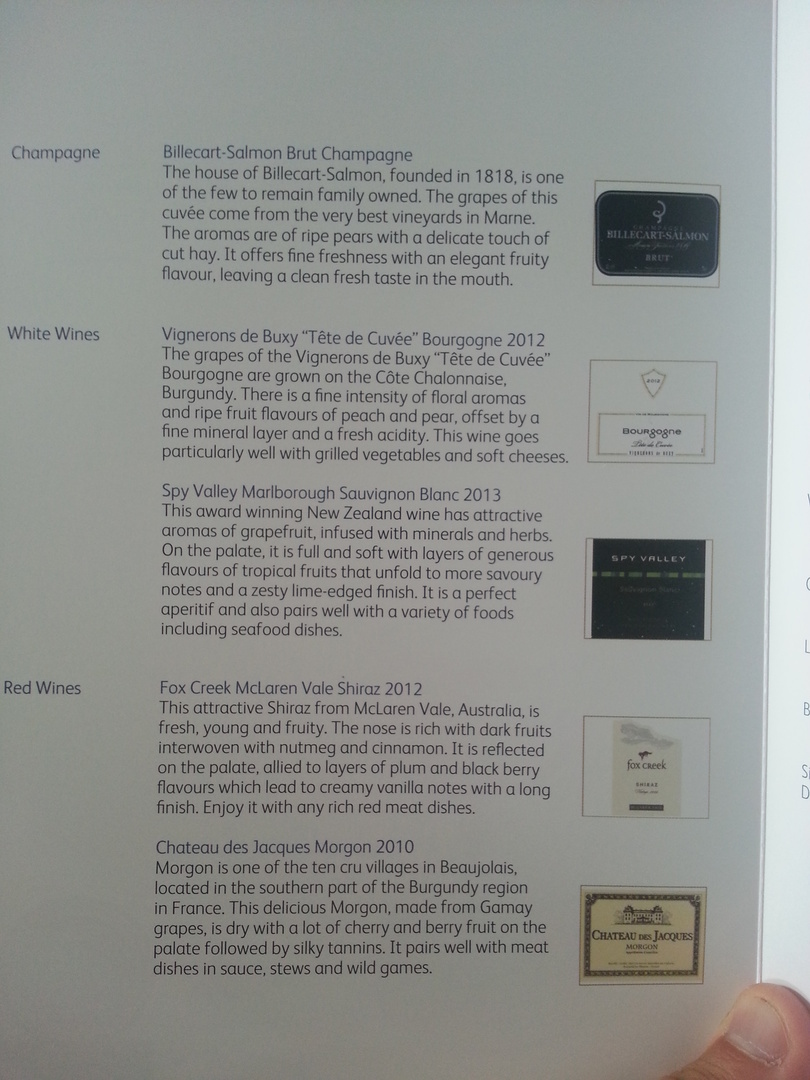 Champagne
Billecart-Salmon Brut Champagne
The house of Billecart-Salmon, founded in 1818, is one
of the few to remain family owned. The grapes of this
cuvée come from the very best vineyards in Marne.
The aromas are of ripe pears with a delicate touch of
cut hay. It offers fine freshness with an elegant fruity
flavour, leaving a clean fresh taste in the mouth.
CHAMPAGNE
BILLECART-SALMON
BRUT
White Wines
Vignerons de Buxy “Tête de Cuvée” Bourgogne 2012
The grapes of the Vignerons de Buxy “Tête de Cuvée”
Bourgogne are grown on the Côte Chalonnaise,
Burgundy. There is a fine intensity of floral aromas
and ripe fruit flavours of peach and pear, offset by a
fine mineral layer and a fresh acidity. This wine goes
particularly well with grilled vegetables and soft cheeses.
2012
BOURGOGNE
Tête de Cuvée
VIGNERONS DE BUXY
Spy Valley Marlborough Sauvignon Blanc 2013
This award winning New Zealand wine has attractive
aromas of grapefruit, infused with minerals and herbs.
On the palate, it is full and soft with layers of generous
flavours of tropical fruits that unfold to more savoury
notes and a zesty lime-edged finish. It is a perfect
aperitif and also pairs well with a variety of foods
including seafood dishes.
SPY VALLEY
Red Wines
Fox Creek McLaren Vale Shiraz 2012
This attractive Shiraz from McLaren Vale, Australia, is
fresh, young and fruity. The nose is rich with dark fruits
interwoven with nutmeg and cinnamon. It is reflected
on the palate, allied to layers of plum and black berry
flavours which lead to creamy vanilla notes with a long
finish. Enjoy it with any rich red meat dishes.
fox creek
SHIRAZ
Chateau des Jacques Morgon 2010
Morgon is one of the ten cru villages in Beaujolais,
located in the southern part of the Burgundy region
in France. This delicious Morgon, made from Gamay
grapes, is dry with a lot of cherry and berry fruit on the
palate followed by silky tannins. It pairs well with meat
dishes in sauce, stews and wild games.
CHATEAU DES JACQUES
MORGON